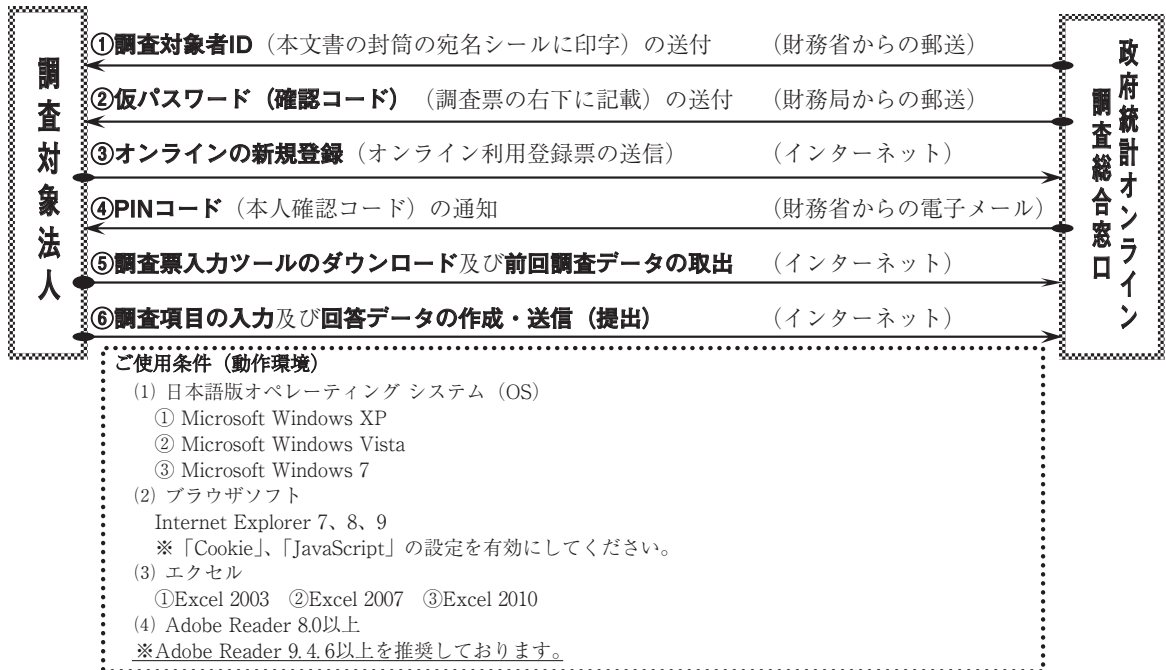 調査対象法人
①調査対象者ID（本文書の封筒の宛名シールに印字）の送付　（財務省からの郵送）
②仮パスワード（確認コード）（調査票の右下に記載）の送付　（財務局からの郵送）
③オンラインの新規登録（オンライン利用登録票の送信）　（インターネット）
④PINコード（本人確認コード）の通知　（財務省からの電子メール）
⑤調査票入力ツールのダウンロード及び前回調査データの取出　（インターネット）
⑥調査項目の入力及び回答データの作成・送信（提出）　（インターネット）
政府統計オンライン
調査総合窓口
ご使用条件（動作環境）
⑴ 日本語版オペレーティング システム（OS）
① Microsoft Windows XP
② Microsoft Windows Vista
③ Microsoft Windows 7
⑵ ブラウザソフト
Internet Explorer 7、8、9
※「Cookie」、「JavaScript」の設定を有効にしてください。
⑶ エクセル
①Excel 2003　②Excel 2007　③Excel 2010
⑷ Adobe Reader 8.0以上
※Adobe Reader 9.4.6以上を推奨しております。